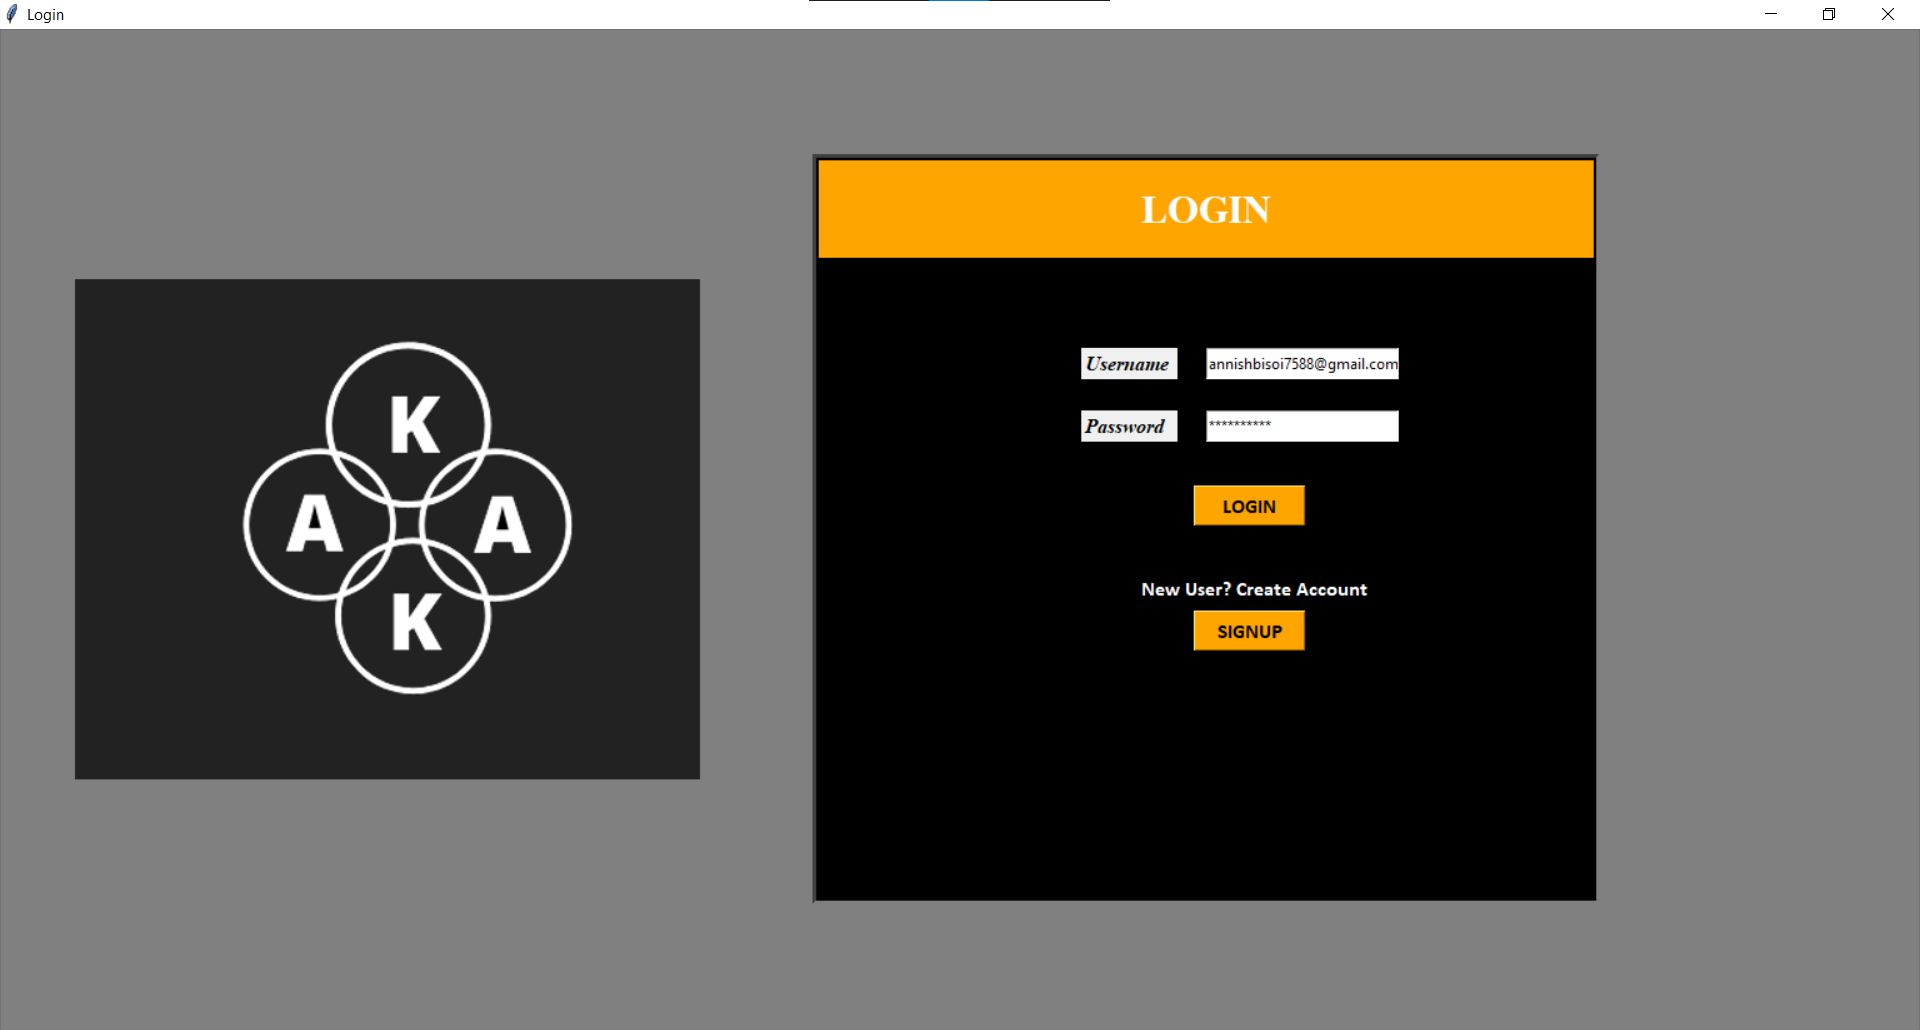 Login
LOGIN
K
A A
K
Username annishbisoi7588@gmail.com
Password **********
LOGIN
New User? Create Account
SIGNUP